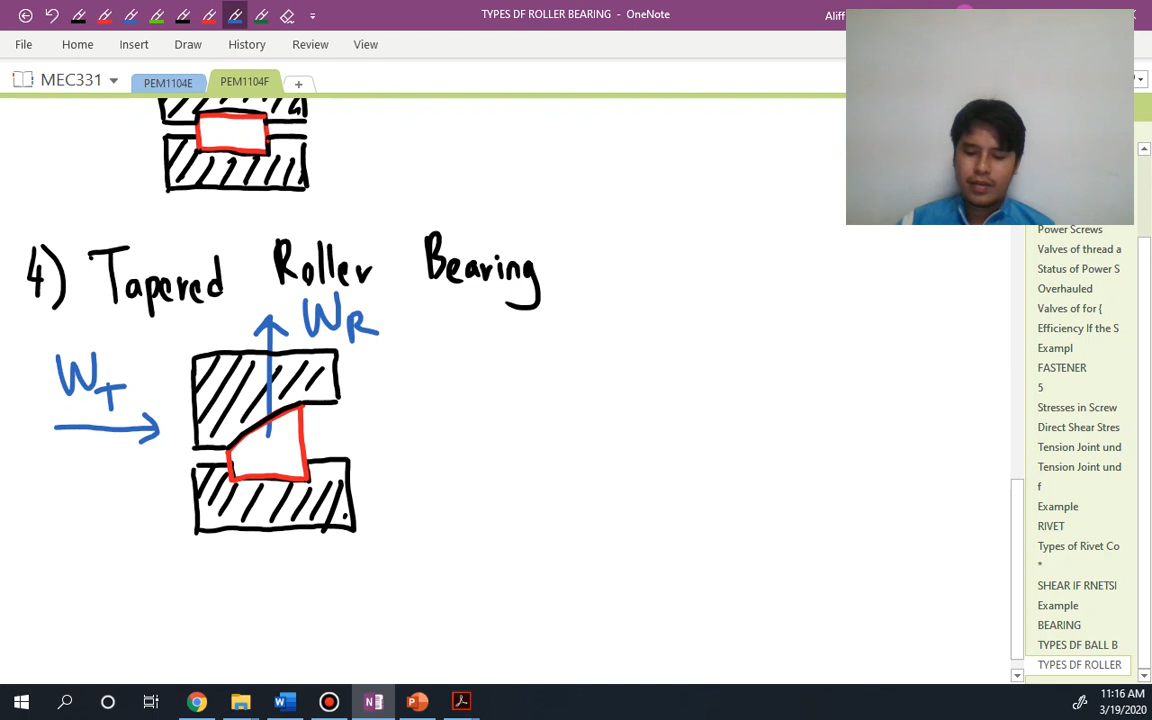 TYPES DF ROLLER BEARING - OneNote
Aliff
File Home Insert Draw History Review View
MEC331
PEM1104E
PEM1104F
4) Tapered Roller Bearing
WR
WT
Power Screws
Valves of thread a
Status of Power S
Overhauled
Valves of for {
Efficiency If the S
Exampl
FASTENER
5
Stresses in Screw
Direct Shear Stres
Tension Joint und
Tension Joint und
f
Example
RIVET
Types of Rivet Co
*
SHEAR IF RNETSI
Example
BEARING
TYPES DF BALL B
TYPES DF ROLLER
11:16 AM
3/19/2020